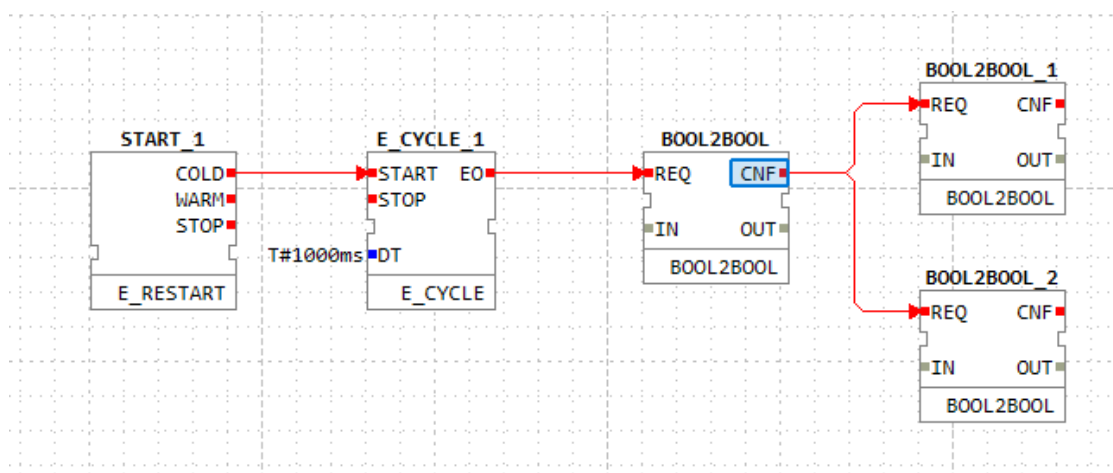 START_1
COLD
WARM
STOP
E_RESTART
E_CYCLE_1
START EO
STOP
T#1000ms DT
E_CYCLE
BOOL2BOOL
REQ CNF
IN OUT
BOOL2BOOL
BOOL2BOOL_1
REQ CNF
IN OUT
BOOL2BOOL
BOOL2BOOL_2
REQ CNF
IN OUT
BOOL2BOOL